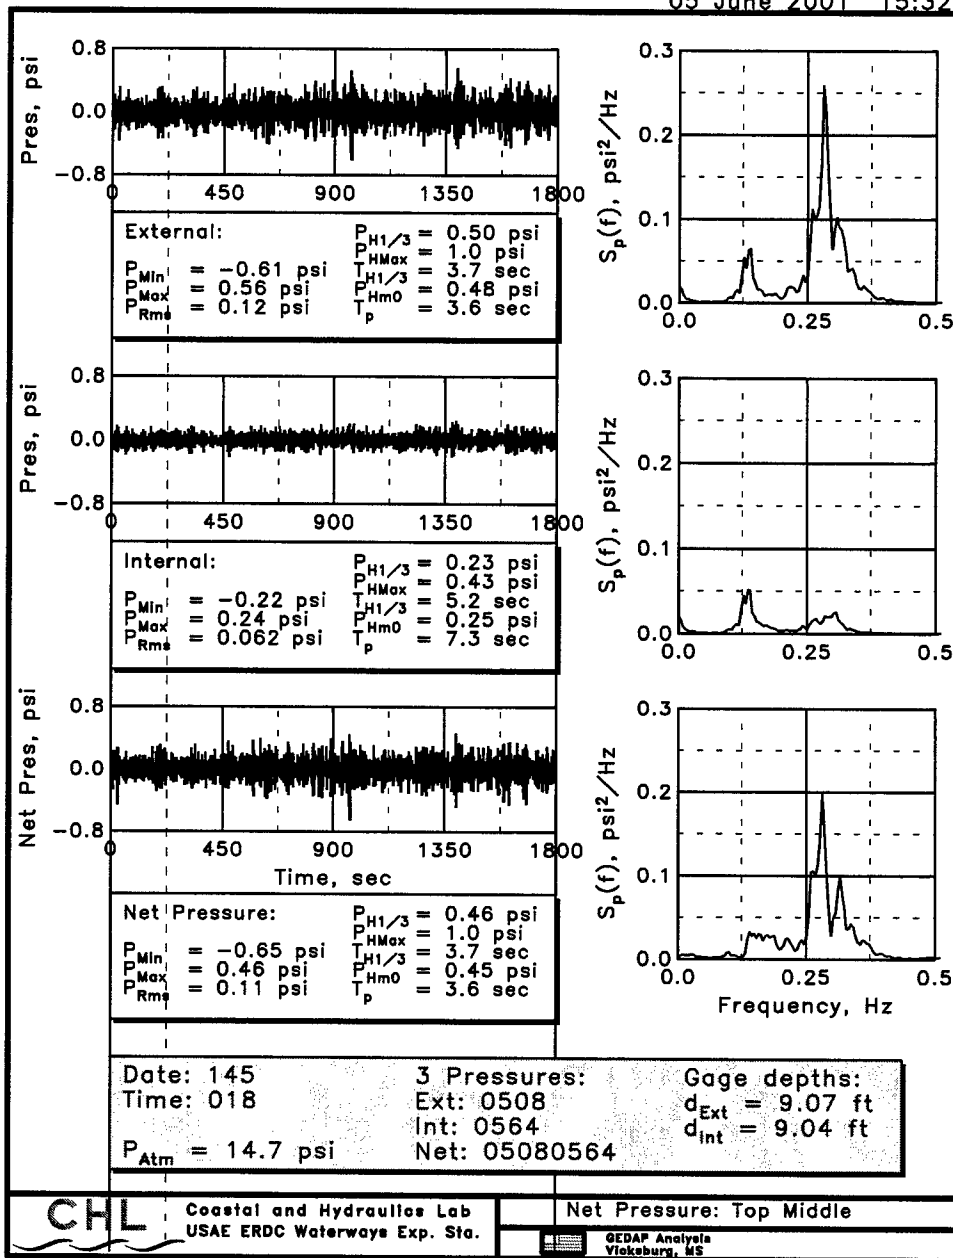 05 June 2001 15:32
0.8
Pres, psi
0.0
-0.8
0 450 900 1350 1800
External:
P_Min = -0.61 psi
P_Max = 0.56 psi
P_Rms = 0.12 psi
P_H1/3 = 0.50 psi
P_HMax = 1.0 psi
T_H1/3 = 3.7 sec
P_Hm0 = 0.48 psi
T_p = 3.6 sec
0.3
0.2
S_p(f), psi²/Hz
0.1
0.0
0.0 0.25 0.5
0.8
Pres, psi
0.0
-0.8
0 450 900 1350 1800
Internal:
P_Min = -0.22 psi
P_Max = 0.24 psi
P_Rms = 0.062 psi
P_H1/3 = 0.23 psi
P_HMax = 0.43 psi
T_H1/3 = 5.2 sec
P_Hm0 = 0.25 psi
T_p = 7.3 sec
0.3
0.2
S_p(f), psi²/Hz
0.1
0.0
0.0 0.25 0.5
0.8
Net Pres, psi
0.0
-0.8
0 450 900 1350 1800
Time, sec
Net Pressure:
P_Min = -0.65 psi
P_Max = 0.46 psi
P_Rms = 0.11 psi
P_H1/3 = 0.46 psi
P_HMax = 1.0 psi
T_H1/3 = 3.7 sec
P_Hm0 = 0.45 psi
T_p = 3.6 sec
0.3
0.2
S_p(f), psi²/Hz
0.1
0.0
0.0 0.25 0.5
Frequency, Hz
Date: 145
Time: 018
P_Atm = 14.7 psi
3 Pressures:
Ext: 0508
Int: 0564
Net: 05080564
Gage depths:
d_Ext = 9.07 ft
d_Int = 9.04 ft
CHL
Coastal and Hydraulics Lab
USAE ERDC Waterways Exp. Sta.
Net Pressure: Top Middle
GEDAP Analysis
Vicksburg, MS